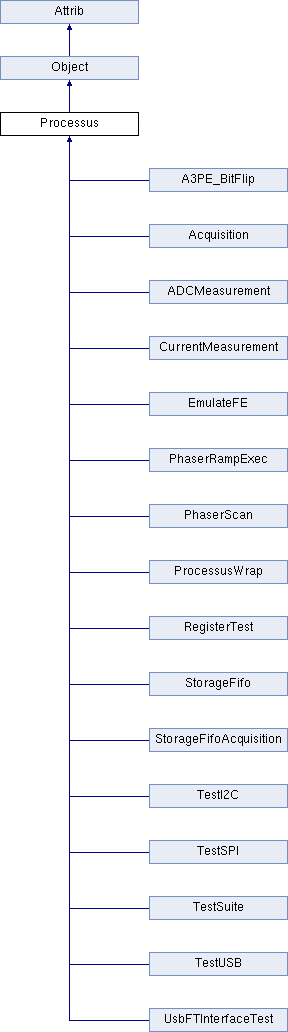 Attrib
Object
Processus
A3PE_BitFlip
Acquisition
ADCMeasurement
CurrentMeasurement
EmulateFE
PhaserRampExec
PhaserScan
ProcessusWrap
RegisterTest
StorageFifo
StorageFifoAcquisition
TestI2C
TestSPI
TestSuite
TestUSB
UsbFTInterfaceTest